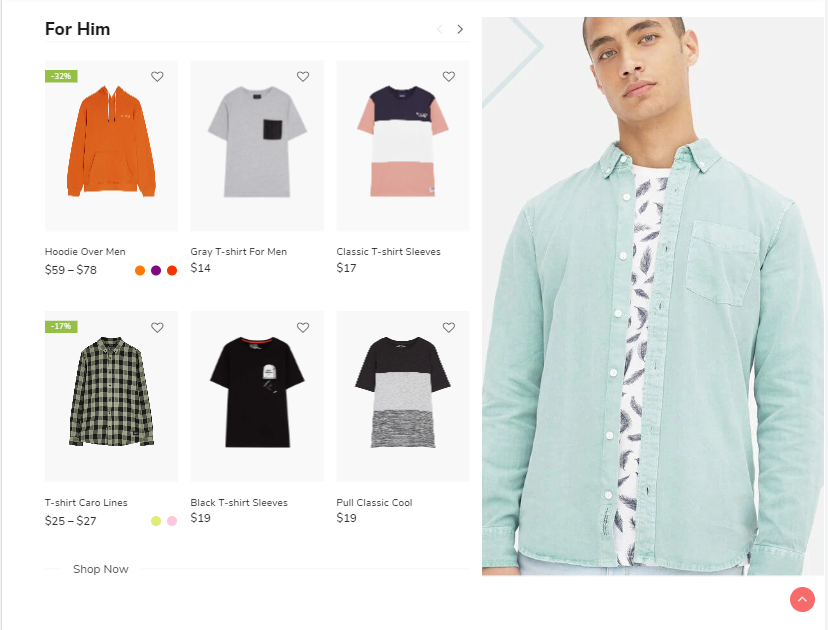 For Him
-32%
Hoodie Over Men
$59 – $78
Gray T-shirt For Men
$14
Classic T-shirt Sleeves
$17
-17%
T-shirt Caro Lines
$25 – $27
Black T-shirt Sleeves
$19
Pull Classic Cool
$19
Shop Now